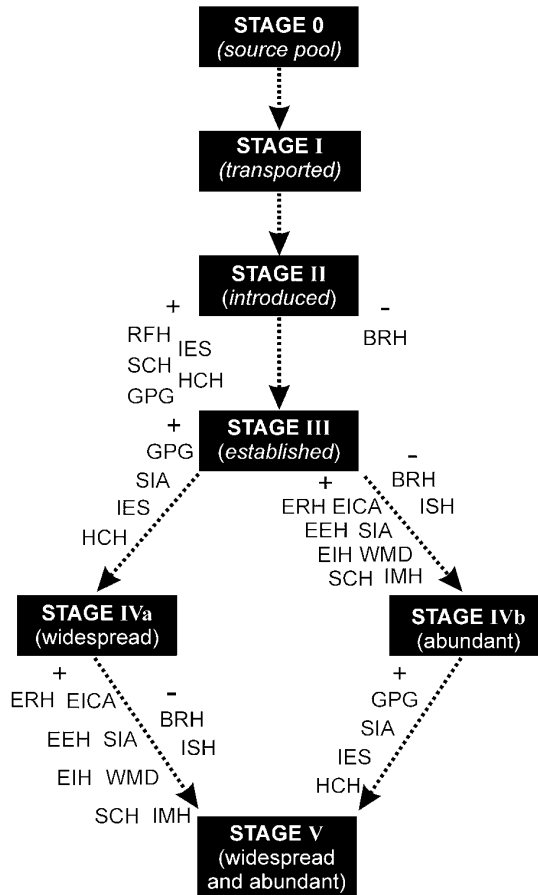 STAGE 0
(source pool)
STAGE I
(transported)
STAGE II
(introduced)
+
-
RFH
IES
BRH
SCH
HCH
GPG
STAGE III
(established)
+
GPG
SIA
IES
HCH
+
-
BRH
ISH
ERH EICA
EEH SIA
EIH WMD
SCH IMH
STAGE IVa
(widespread)
STAGE IVb
(abundant)
+
-
ERH EICA
BRH
EEH SIA
ISH
EIH WMD
SCH IMH
+
GPG
SIA
IES
HCH
STAGE V
(widespread
and abundant)